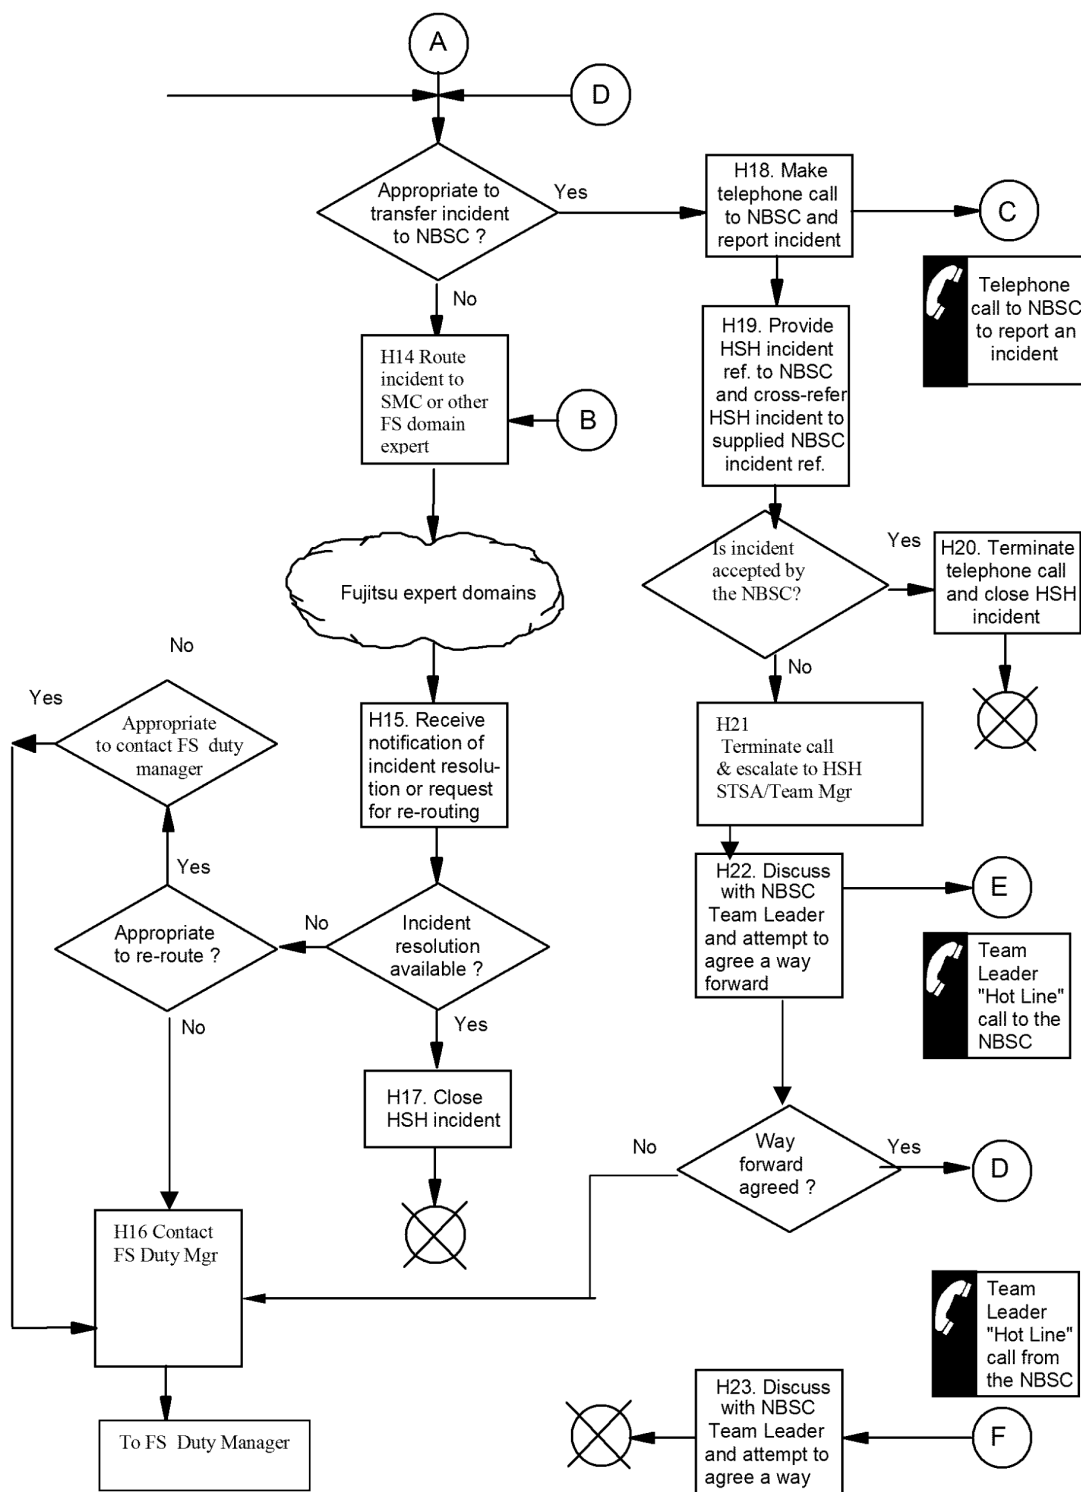 A
D
Appropriate to
transfer incident
to NBSC ?
Yes
No
H18. Make
telephone call
to NBSC and
report incident
C
Telephone
call to NBSC
to report an
incident
H14 Route
incident to
SMC or other
FS domain
expert
B
H19. Provide
HSH incident
ref. to NBSC
and cross-refer
HSH incident to
supplied NBSC
incident ref.
Fujitsu expert domains
Is incident
accepted by
the NBSC?
Yes
No
H20. Terminate
telephone call
and close HSH
incident
No
Yes
Appropriate
to contact FS duty
manager
H15. Receive
notification of
incident resolu-
tion or request
for re-routing
H21
Terminate call
& escalate to HSH
STSA/Team Mgr
Yes
Appropriate
to re-route ?
No
No
Incident
resolution
available ?
Yes
H22. Discuss
with NBSC
Team Leader
and attempt to
agree a way
forward
E
Team
Leader
"Hot Line"
call to the
NBSC
H17. Close
HSH incident
No
Way
forward
agreed ?
Yes
D
H16 Contact
FS Duty Mgr
Team
Leader
"Hot Line"
call from
the NBSC
To FS Duty Manager
H23. Discuss
with NBSC
Team Leader
and attempt to
agree a way
F